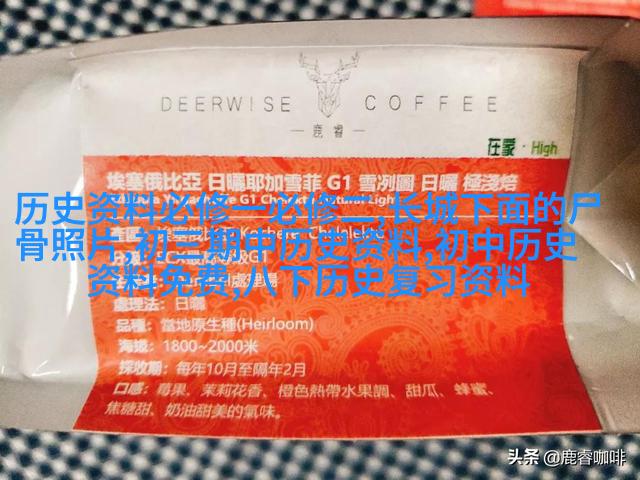 DEERWISE COFFEE
鹿睿
在蒙·High
埃塞俄比亞 日曬耶加雪菲 G1 雪冽圖 日曬 極淺焙
历史资料必修一必修二,长城下面的尸
骨照片,初三期中历史资料,初中历史
资料免费,八下历史复习资料
處理法：日曬
品種：當地原生種(Heirloom)
海拔：1800~2000米
採收期：每年10月至隔年2月
口感：莓果、茉莉花香、橙色熱帶水果調、甜瓜、蜂蜜、
焦糖甜、奶油甜美的氣味。
头条 @鹿睿咖啡